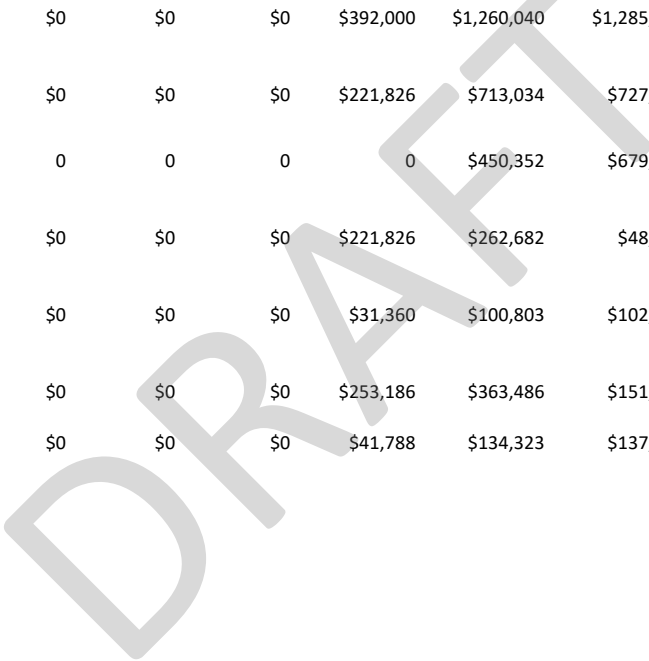 $0 $0 $0 $392,000 $1,260,040 $1,285,
$0 $0 $0 $221,826 $713,034 $727,
0 0 0 0 $450,352 $679,
$0 $0 $0 $221,826 $262,682 $48,
$0 $0 $0 $31,360 $100,803 $102,
$0 $0 $0 $253,186 $363,486 $151,
$0 $0 $0 $41,788 $134,323 $137,
DRAFT